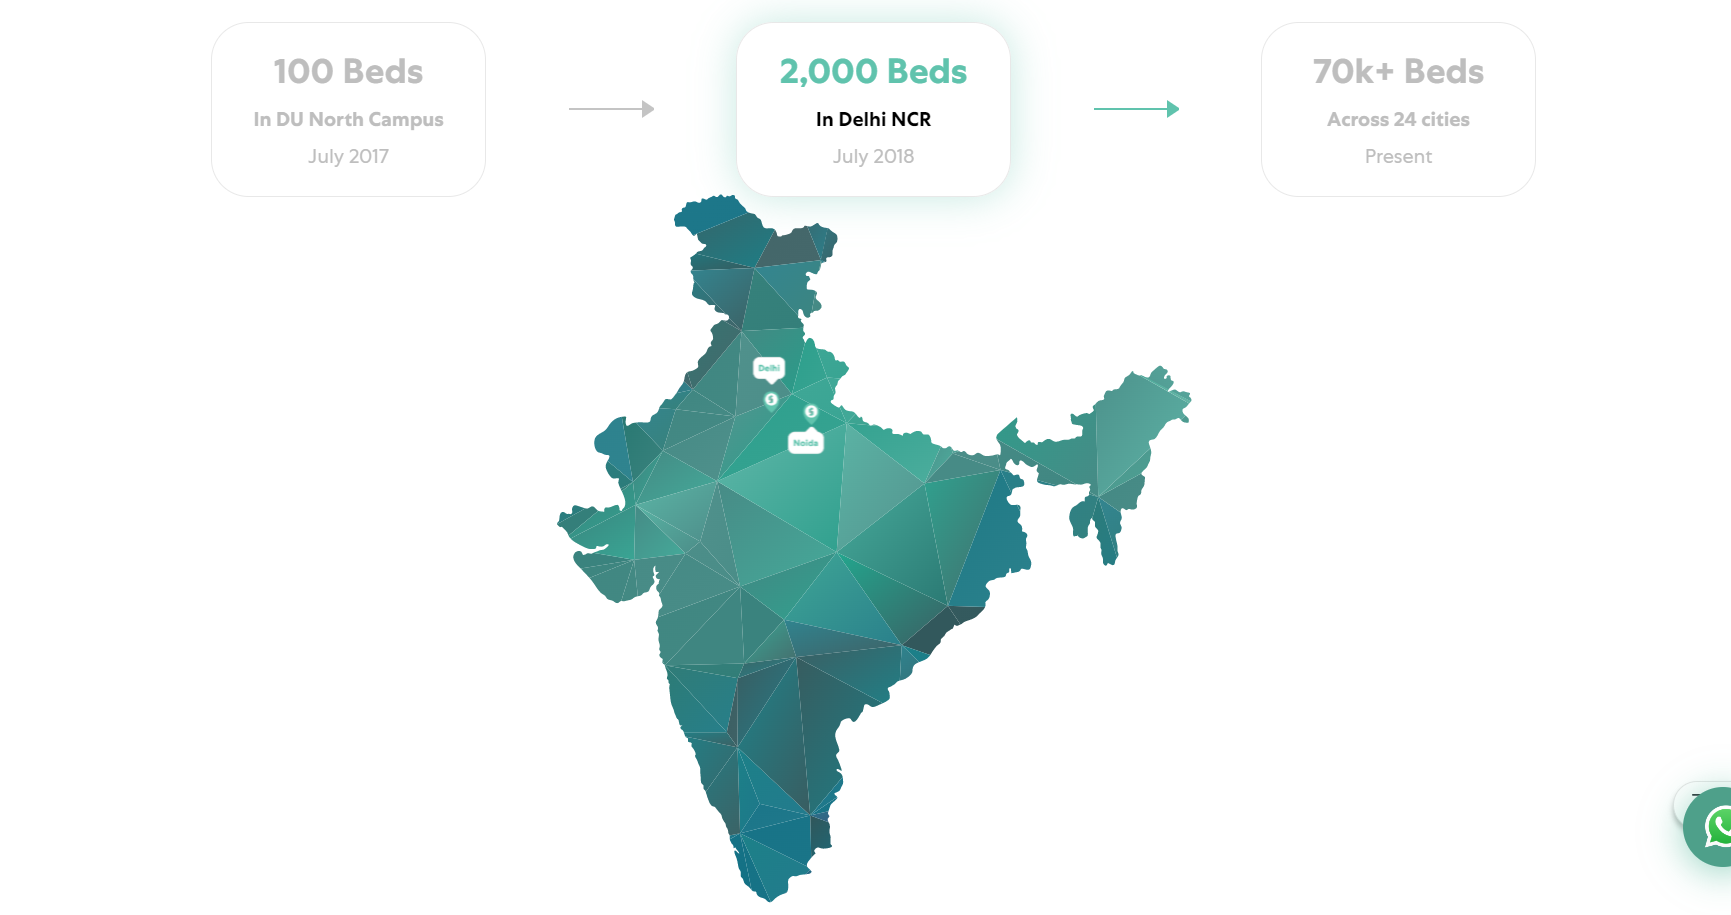 100 Beds
In DU North Campus
July 2017
2,000 Beds
In Delhi NCR
July 2018
70k+ Beds
Across 24 cities
Present
Delhi
$
$
Noida